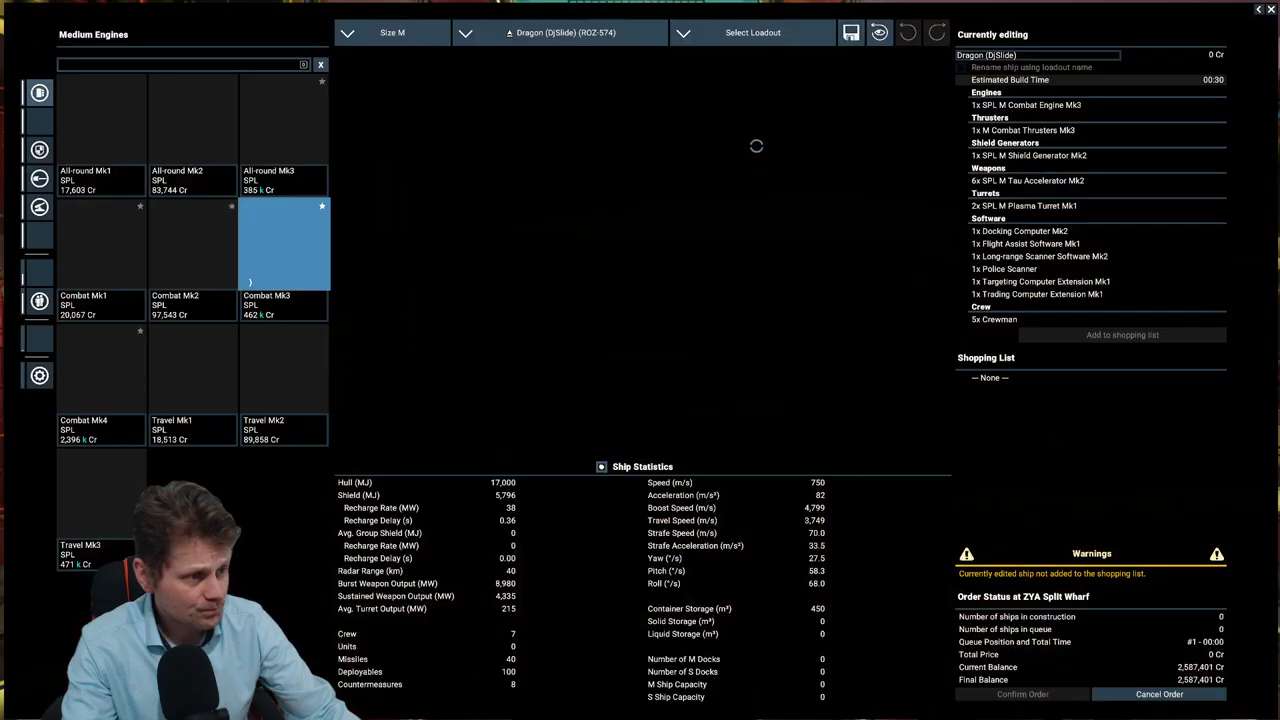 Medium Engines
Size M
Dragon (DjSlide) (ROZ-574)
Select Loadout
Currently editing
Dragon (DjSlide)
0 Cr
Rename ship using loadout name
Estimated Build Time 00:30
Engines
1x SPL M Combat Engine Mk3
Thrusters
1x M Combat Thrusters Mk3
Shield Generators
1x SPL M Shield Generator Mk2
Weapons
6x SPL M Tau Accelerator Mk2
Turrets
2x SPL M Plasma Turret Mk1
Software
1x Docking Computer Mk2
1x Flight Assist Software Mk1
1x Long-range Scanner Software Mk2
1x Police Scanner
1x Targeting Computer Extension Mk1
1x Trading Computer Extension Mk1
Crew
5x Crewman
Add to shopping list
Shopping List
— None —
x
All-round Mk1
SPL
17,603 Cr
All-round Mk2
SPL
83,744 Cr
All-round Mk3
SPL
385 k Cr
Combat Mk1
SPL
20,067 Cr
Combat Mk2
SPL
97,543 Cr
Combat Mk3
SPL
462 k Cr
Combat Mk4
SPL
2,396 k Cr
Travel Mk1
SPL
18,513 Cr
Travel Mk2
SPL
89,858 Cr
Travel Mk3
SPL
471 k Cr
Ship Statistics
Hull (MJ) 17,000
Shield (MJ) 5,796
Recharge Rate (MW) 38
Recharge Delay (s) 0.36
Avg. Group Shield (MJ) 0
Recharge Rate (MW) 0
Recharge Delay (s) 0.00
Radar Range (km) 40
Burst Weapon Output (MW) 8,980
Sustained Weapon Output (MW) 4,335
Avg. Turret Output (MW) 215
Crew 7
Units 0
Missiles 40
Deployables 100
Countermeasures 8
Speed (m/s) 750
Acceleration (m/s²) 82
Boost Speed (m/s) 4,799
Travel Speed (m/s) 3,749
Strafe Speed (m/s) 70.0
Strafe Acceleration (m/s²) 33.5
Yaw (°/s) 27.5
Pitch (°/s) 58.3
Roll (°/s) 68.0
Container Storage (m³) 450
Solid Storage (m³) 0
Liquid Storage (m³) 0
Number of M Docks 0
Number of S Docks 0
M Ship Capacity 0
S Ship Capacity 0
Warnings
Currently edited ship not added to the shopping list.
Order Status at ZYA Split Wharf
Number of ships in construction 0
Number of ships in queue 0
Queue Position and Total Time #1 - 00:00
Total Price 0 Cr
Current Balance 2,587,401 Cr
Final Balance 2,587,401 Cr
Confirm Order
Cancel Order